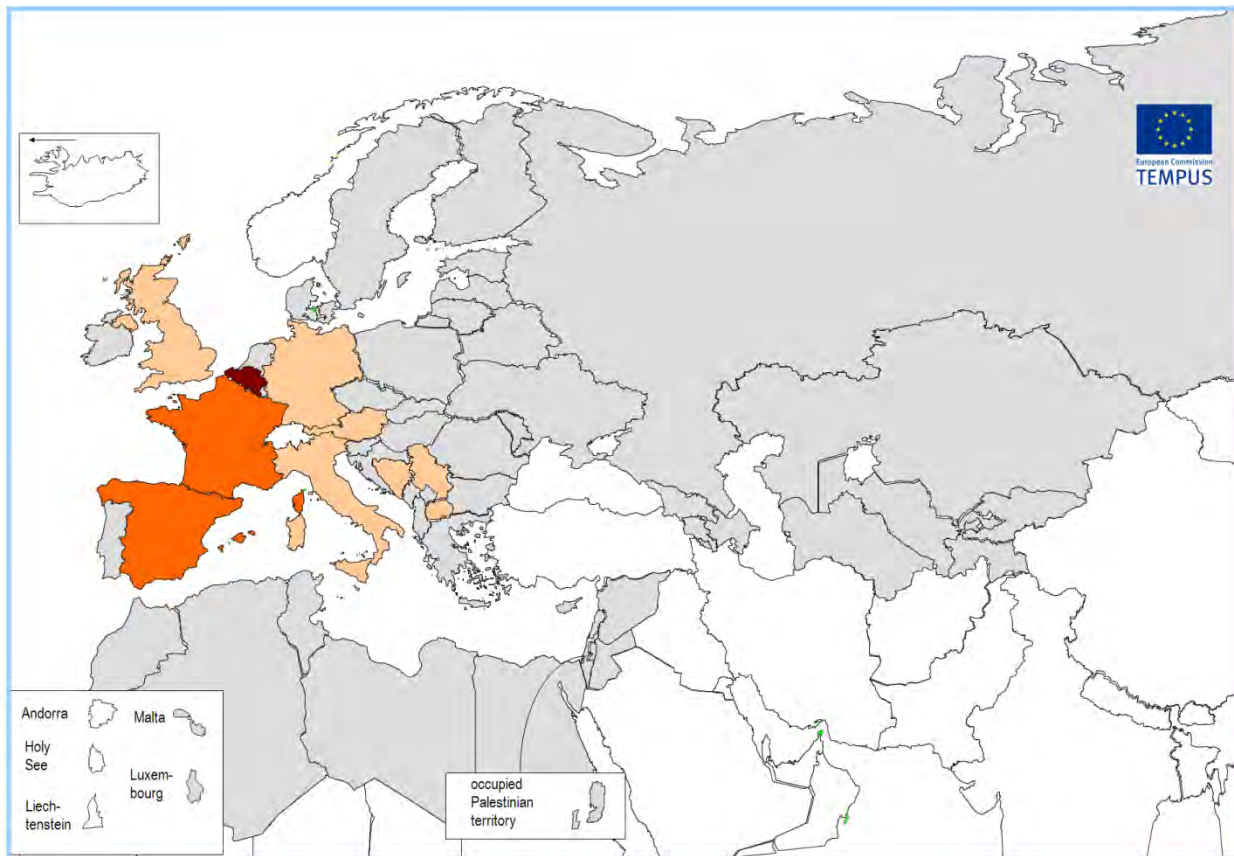 European Commission
TEMPUS
Andorra
Malta
Holy
See
Luxem-
bourg
Liech-
tenstein
occupied
Palestinian
territory